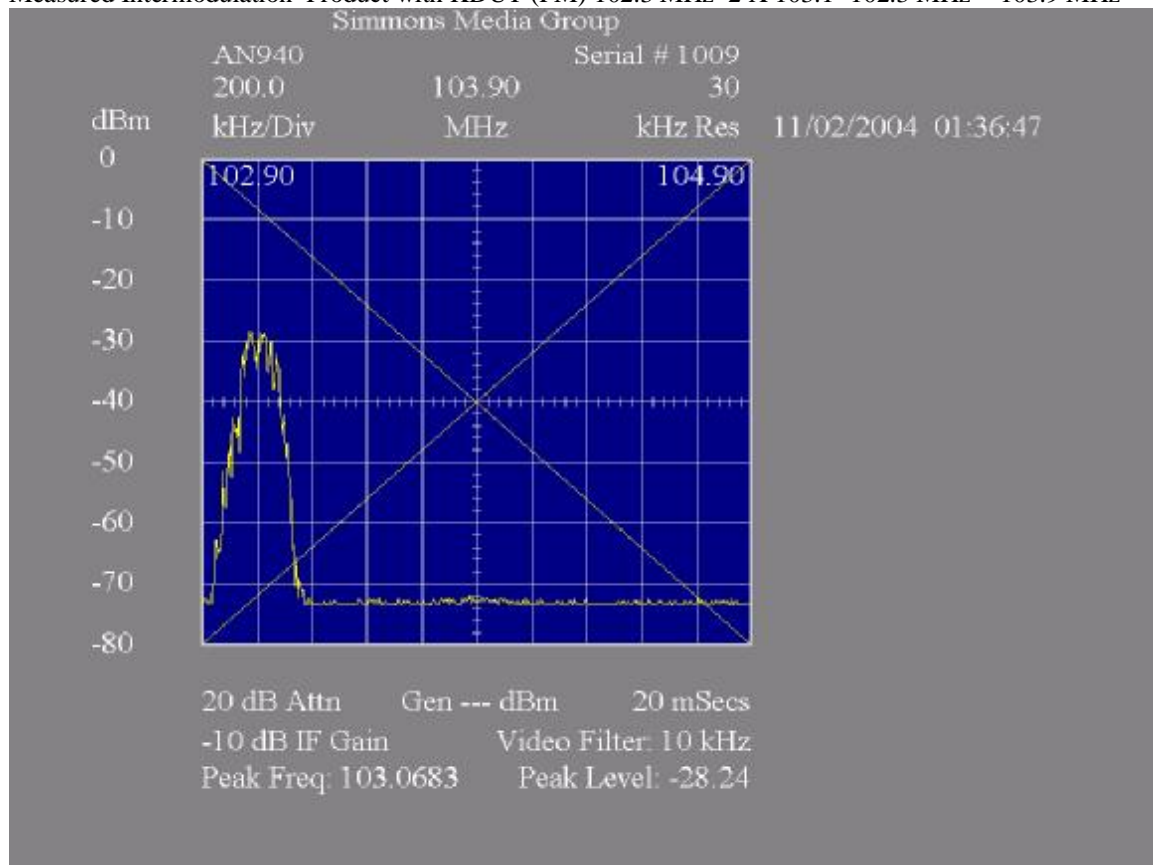 Simmons Media Group
AN940 Serial # 1009
200.0 103.90 30
dBm kHz/Div MHz kHz Res 11/02/2004 01:36:47
0
102.90 104.90
-10
-20
-30
-40
-50
-60
-70
-80
20 dB Attn Gen --- dBm 20 mSecs
-10 dB IF Gain Video Filter: 10 kHz
Peak Freq: 103.0683 Peak Level: -28.24